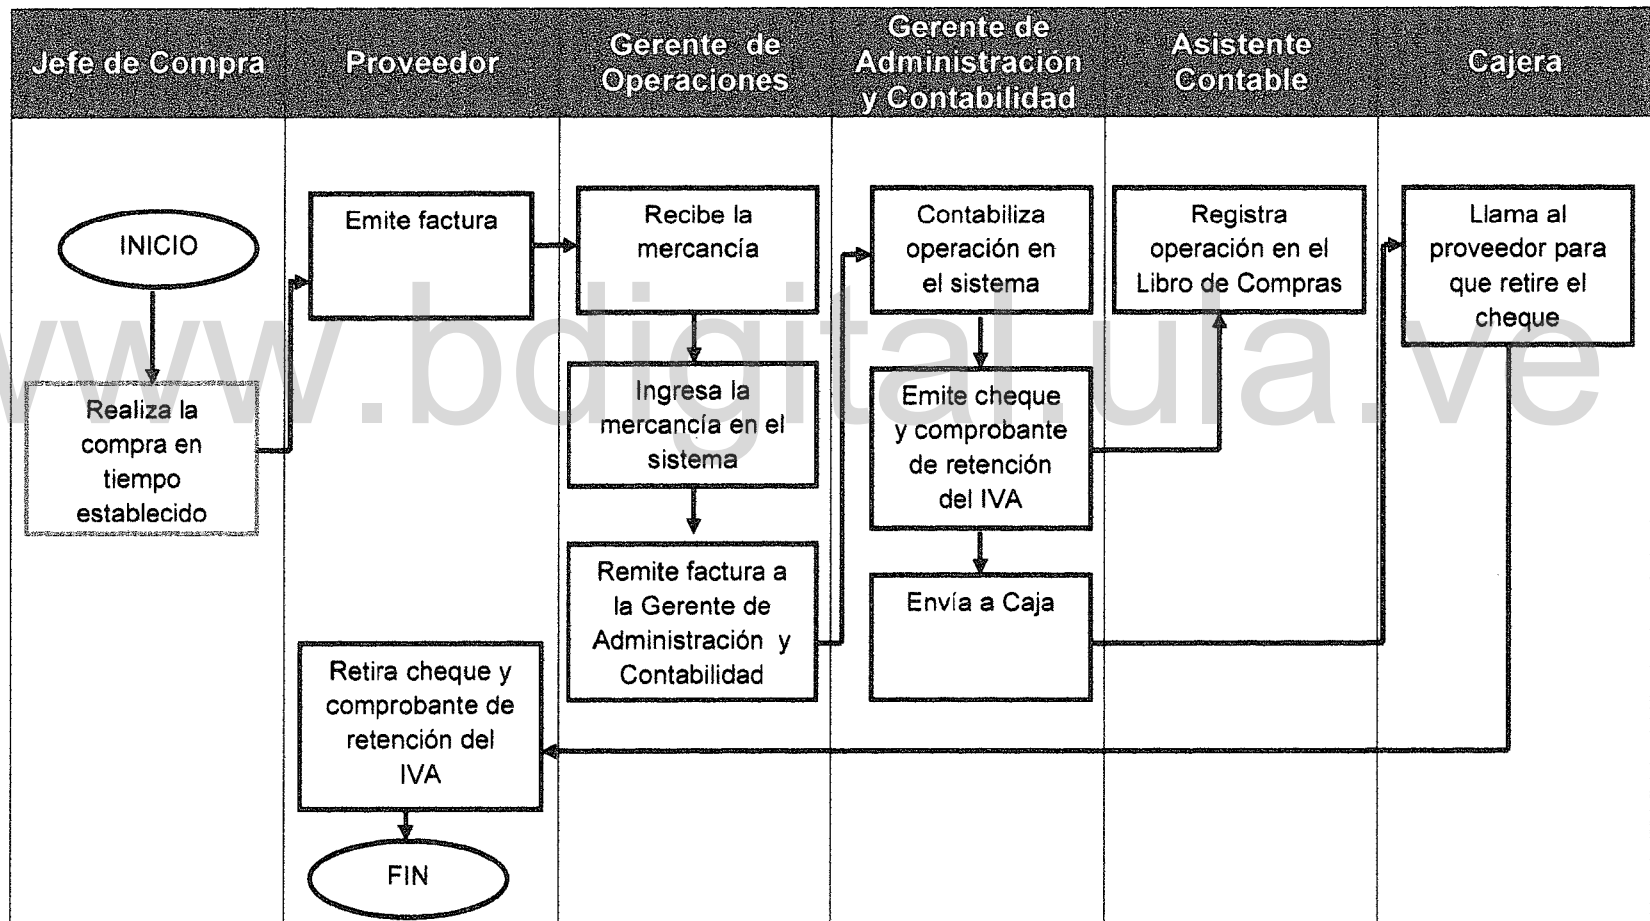 Jefe de Compra
Proveedor
Gerente de
Operaciones
Gerente de
Administración
y Contabilidad
Asistente
Contable
Cajera
INICIO
Realiza la
compra en
tiempo
establecido
Emite factura
Retira cheque y
comprobante de
retención del
IVA
FIN
Recibe la
mercancía
Ingresa la
mercancía en el
sistema
Remite factura a
la Gerente de
Administración y
Contabilidad
Contabiliza
operación en
el sistema
Emite cheque
y comprobante
de retención
del IVA
Envía a Caja
Registra
operación en el
Libro de Compras
Llama al
proveedor para
que retire el
cheque
www.bdigital.ula.ve